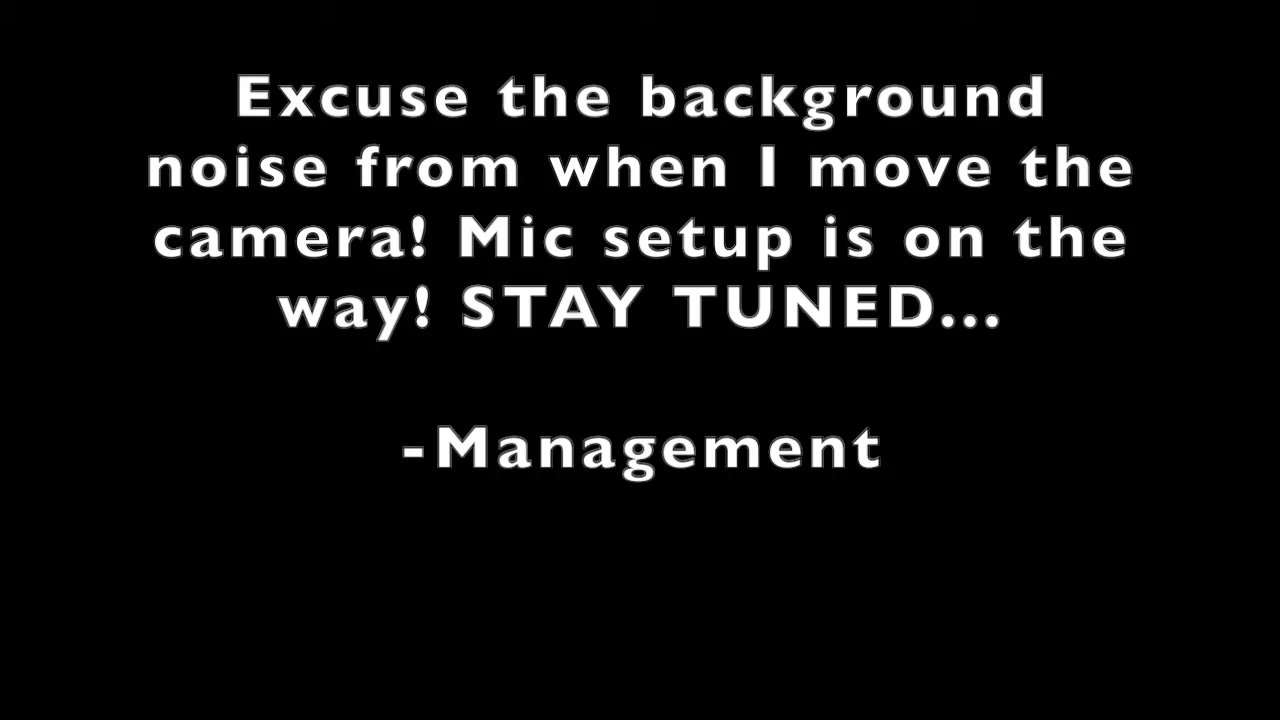 Excuse the background
noise from when I move the
camera! Mic setup is on the
way! STAY TUNED...
-Management